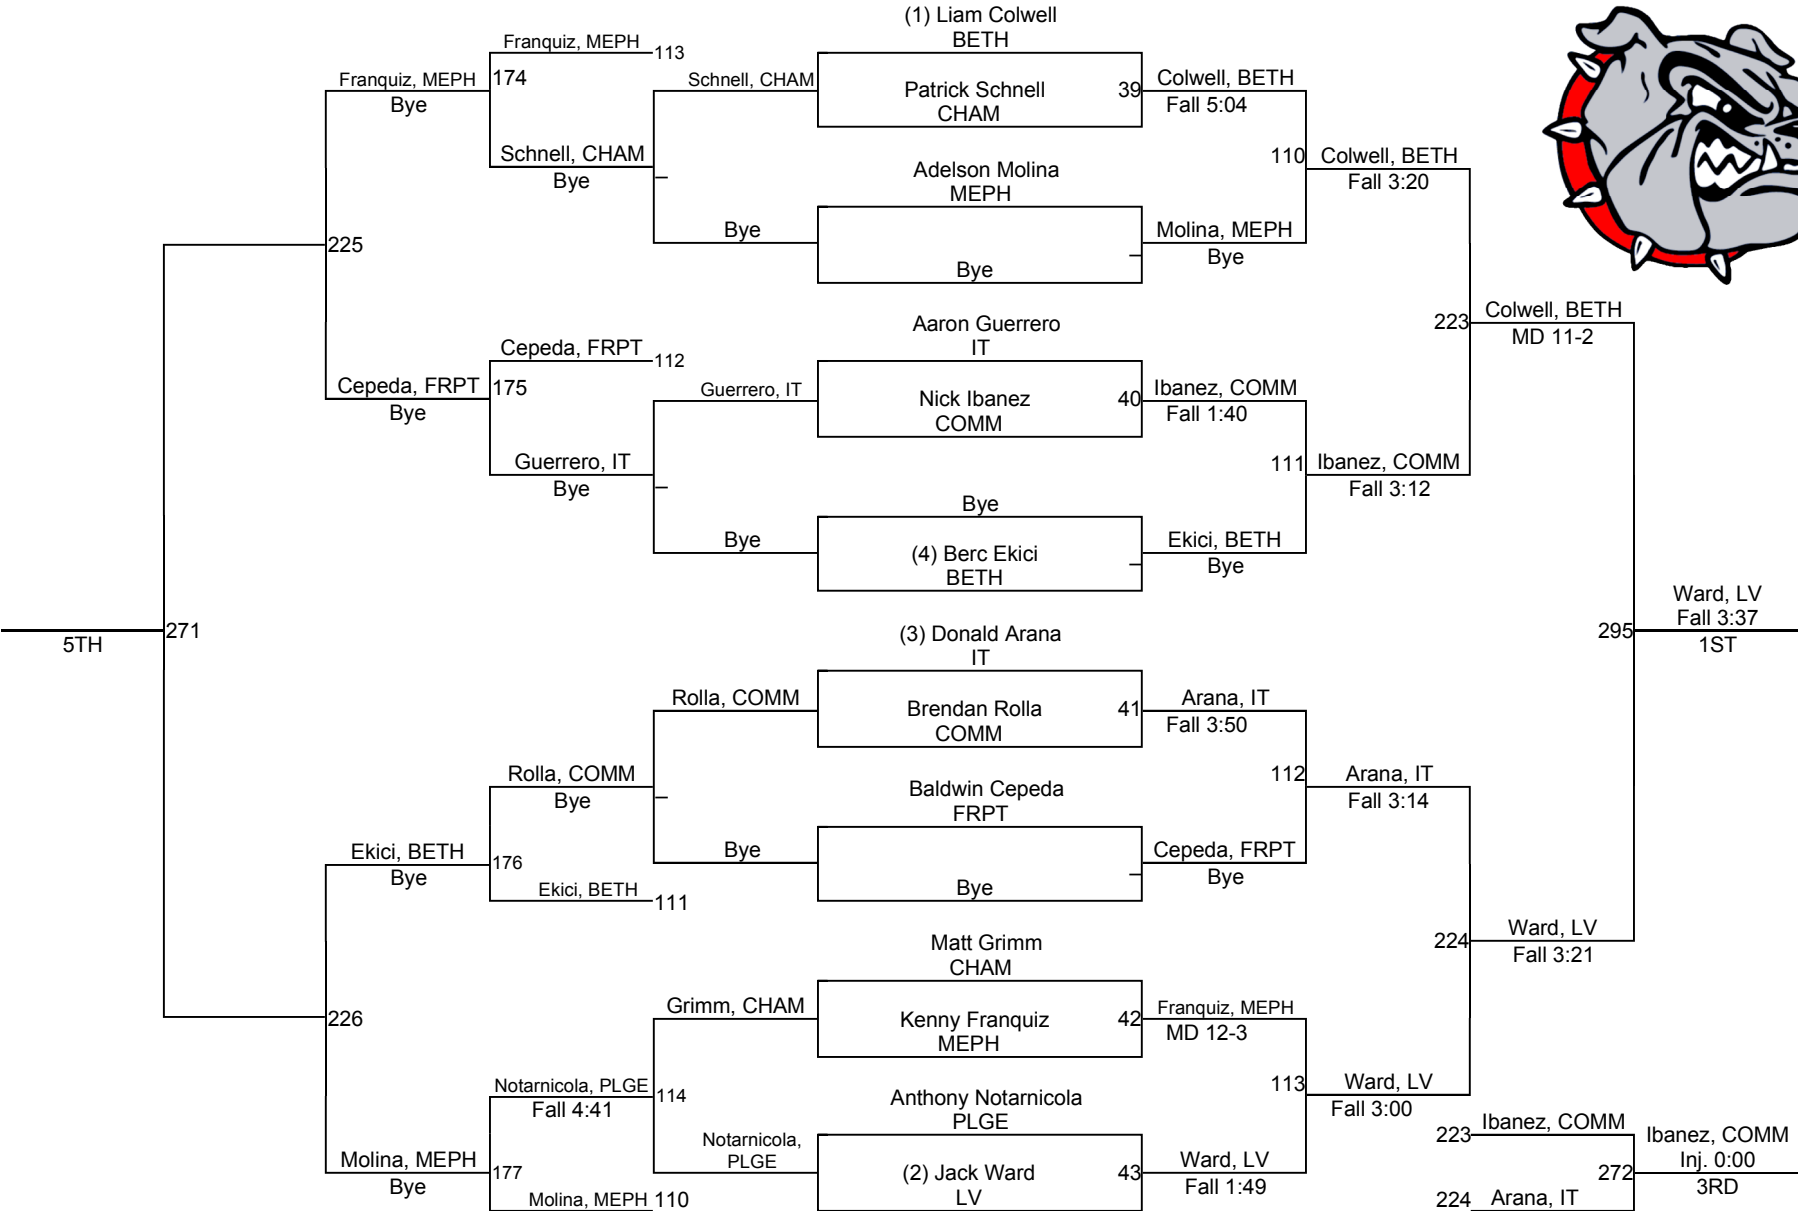 (1) Liam Colwell
BETH
Franquiz, MEPH
113
Franquiz, MEPH
174
Bye
Schnell, CHAM
Patrick Schnell
CHAM
39
Colwell, BETH
Fall 5:04
Schnell, CHAM
Bye
110
Colwell, BETH
Fall 3:20
Adelson Molina
MEPH
Bye
Molina, MEPH
Bye
Bye
225
Colwell, BETH
223
MD 11-2
Aaron Guerrero
IT
Cepeda, FRPT
112
Cepeda, FRPT
175
Bye
Guerrero, IT
Nick Ibanez
COMM
40
Ibanez, COMM
Fall 1:40
Guerrero, IT
Bye
111
Ibanez, COMM
Fall 3:12
Bye
Bye
(4) Berc Ekici
BETH
Ekici, BETH
Bye
5TH
271
295
Ward, LV
Fall 3:37
1ST
(3) Donald Arana
IT
Rolla, COMM
Brendan Rolla
COMM
41
Arana, IT
Fall 3:50
Rolla, COMM
Bye
112
Arana, IT
Fall 3:14
Baldwin Cepeda
FRPT
Bye
Cepeda, FRPT
Bye
Bye
Ekici, BETH
176
Bye
Ekici, BETH
111
224
Ward, LV
Fall 3:21
Matt Grimm
CHAM
Grimm, CHAM
Kenny Franquiz
MEPH
42
Franquiz, MEPH
MD 12-3
226
Notarnicola, PLGE
114
Fall 4:41
113
Ward, LV
Fall 3:00
Anthony Notarnicola
PLGE
Notarnicola,
PLGE
(2) Jack Ward
LV
43
Ward, LV
Fall 1:49
Molina, MEPH
177
Bye
Molina, MEPH
110
223
Ibanez, COMM
272
Ibanez, COMM
Inj. 0:00
3RD
224
Arana, IT